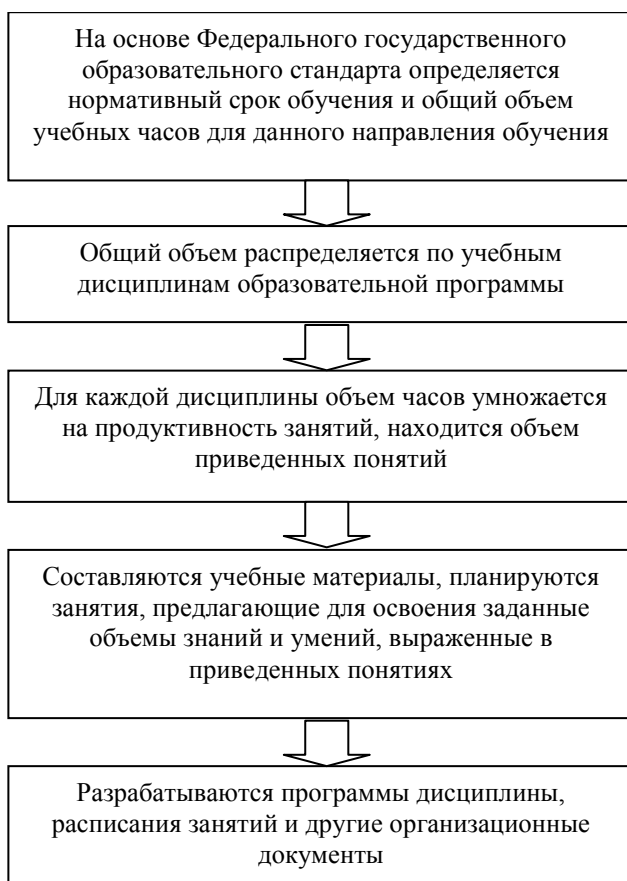 На основе Федерального государственного
образовательного стандарта определяется
нормативный срок обучения и общий объем
учебных часов для данного направления обучения
Общий объем распределяется по учебным
дисциплинам образовательной программы
Для каждой дисциплины объем часов умножается
на продуктивность занятий, находится объем
приведенных понятий
Составляются учебные материалы, планируются
занятия, предлагающие для освоения заданные
объемы знаний и умений, выраженные в
приведенных понятиях
Разрабатываются программы дисциплины,
расписания занятий и другие организационные
документы